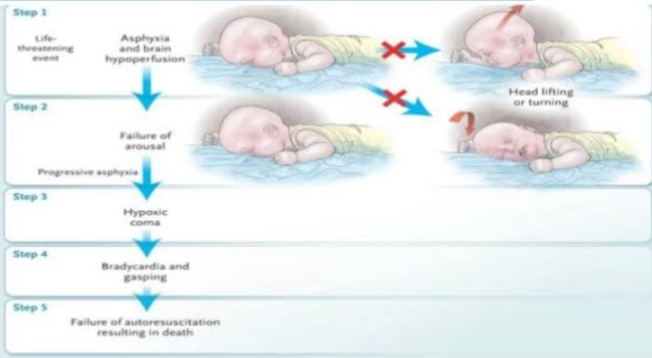 Step 1
Life-
threatening
event
Asphyxia
and brain
hypoperfusion
Head lifting
or turning
Step 2
Failure of
arousal
Progressive asphyxia
Step 3
Hypoxic
coma
Step 4
Bradycardia and
gasping
Step 5
Failure of autoresuscitation
resulting in death